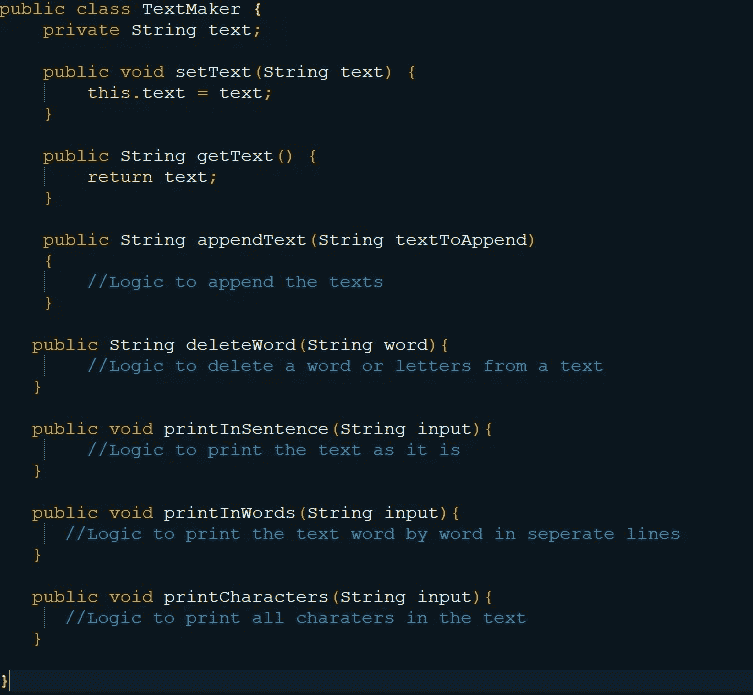 public class TextMaker {
private String text;
public void setText(String text) {
this.text = text;
}
public String getText() {
return text;
}
public String appendText(String textToAppend)
{
//Logic to append the texts
}
public String deleteWord(String word){
//Logic to delete a word or letters from a text
}
public void printInSentence(String input){
//Logic to print the text as it is
}
public void printInWords(String input){
//Logic to print the text word by word in seperate lines
}
public void printCharacters(String input){
//Logic to print all charaters in the text
}
}